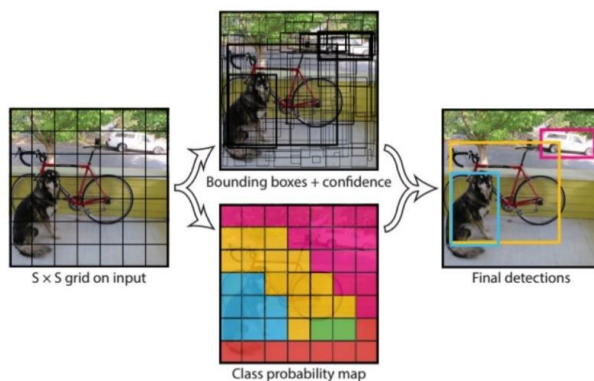 S × S grid on input
Bounding boxes + confidence
Class probability map
Final detections